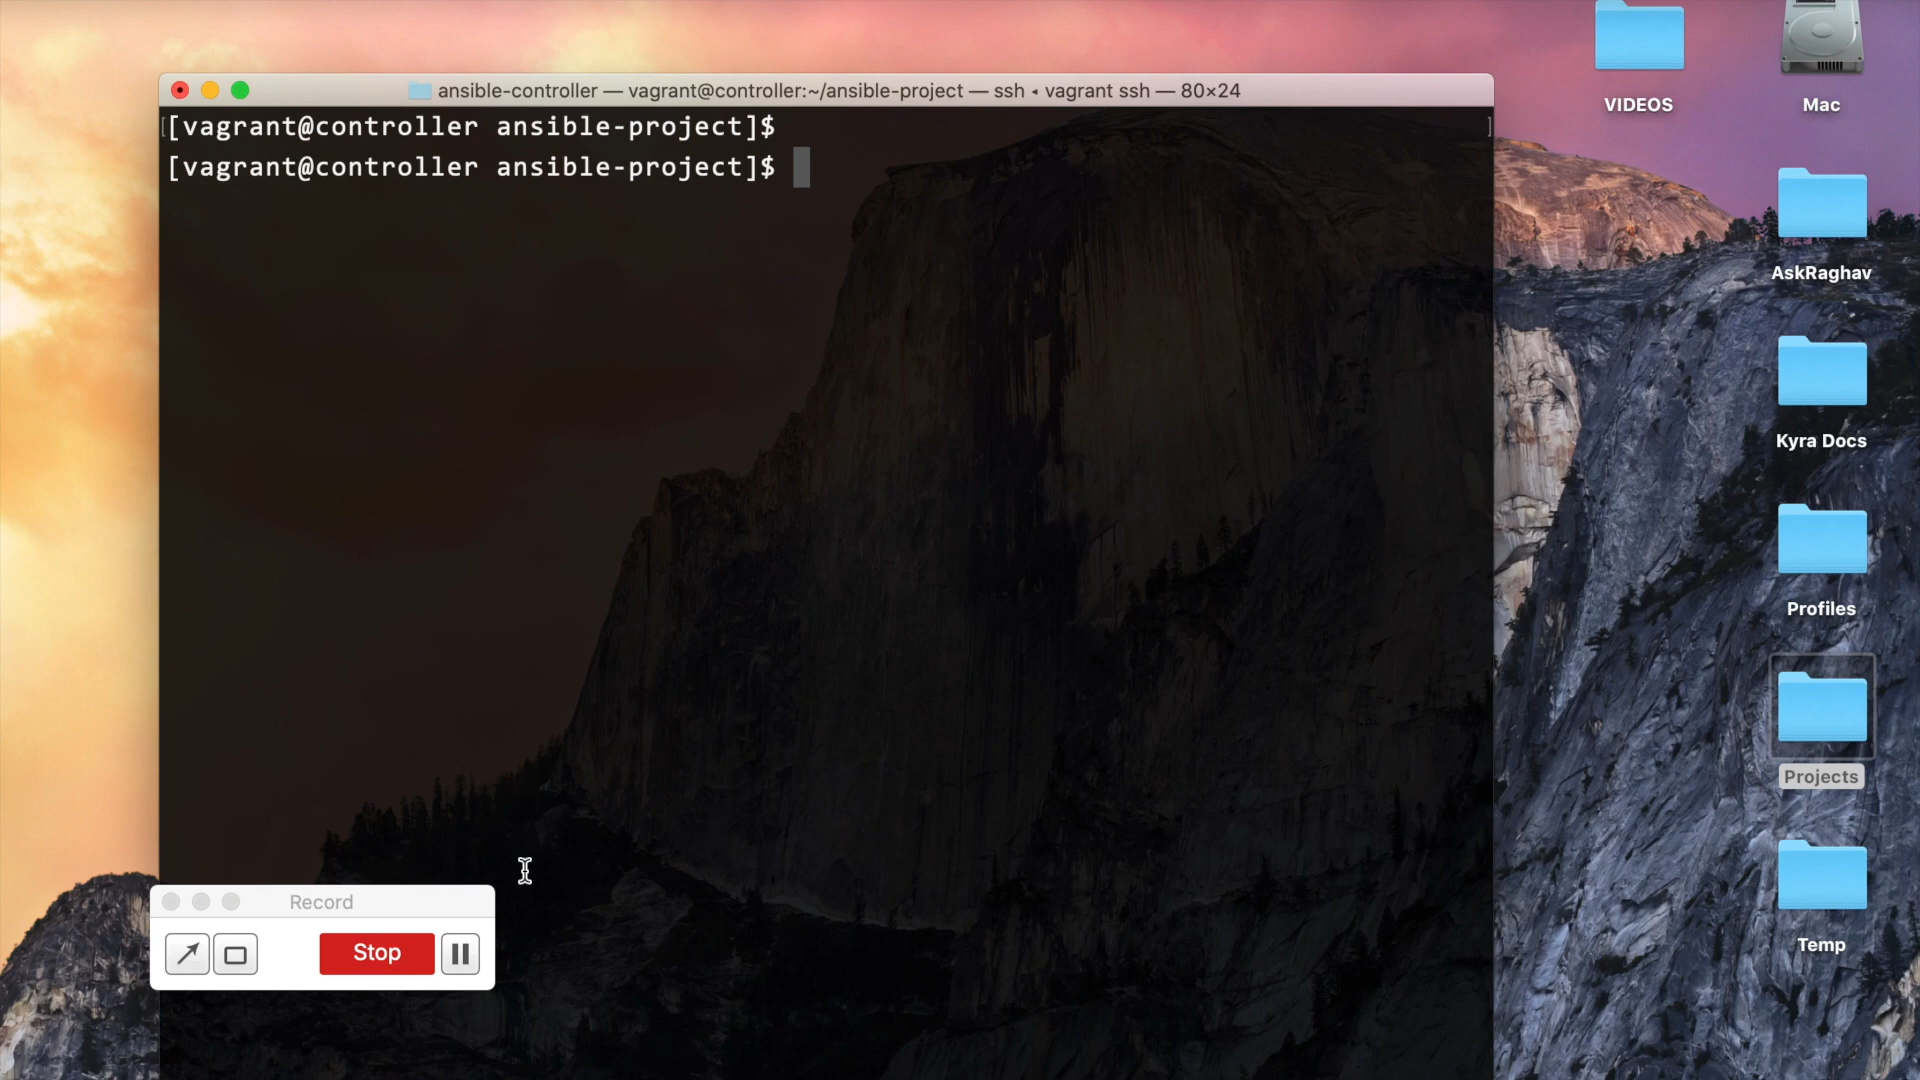 ansible-controller — vagrant@controller:~/ansible-project — ssh ◂ vagrant ssh — 80×24
[vagrant@controller ansible-project]$
[vagrant@controller ansible-project]$
VIDEOS
Mac
AskRaghav
Kyra Docs
Profiles
Projects
Temp
Record
Stop